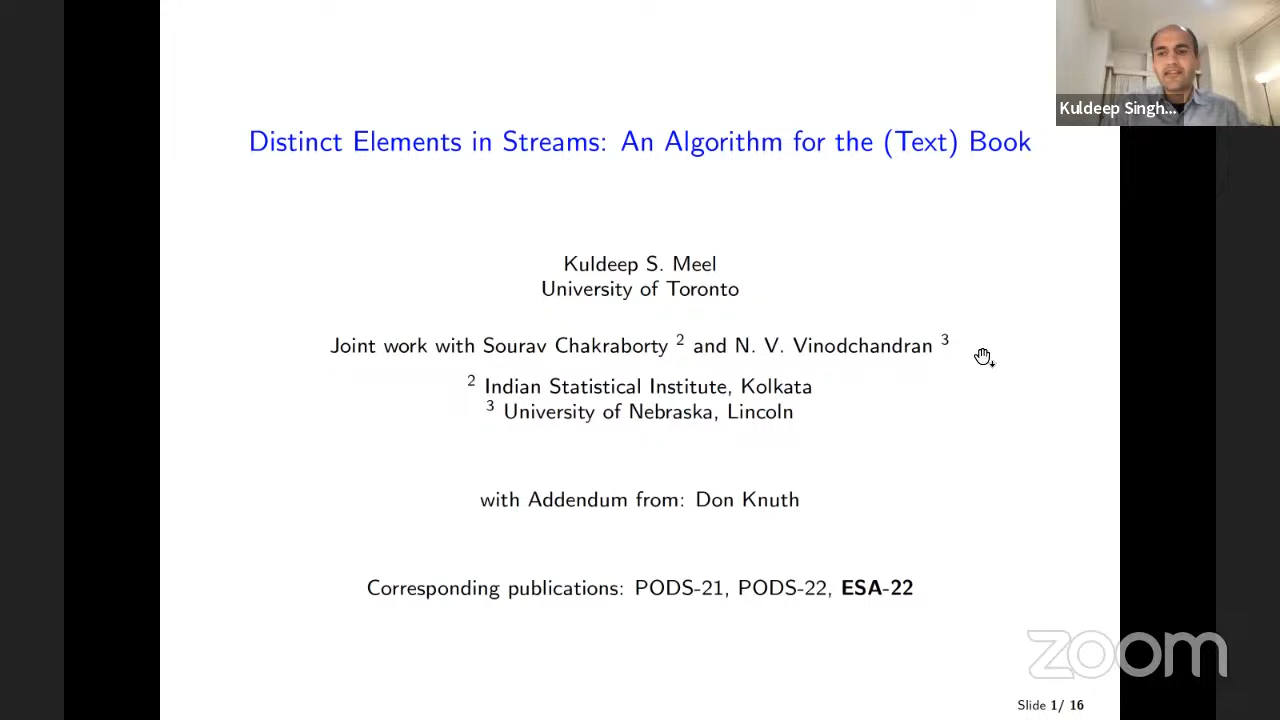 Kuldeep Singh...
Distinct Elements in Streams: An Algorithm for the (Text) Book
Kuldeep S. Meel
University of Toronto
Joint work with Sourav Chakraborty 2 and N. V. Vinodchandran 3
2 Indian Statistical Institute, Kolkata
3 University of Nebraska, Lincoln
with Addendum from: Don Knuth
Corresponding publications: PODS-21, PODS-22, ESA-22
zoom
Slide 1/ 16